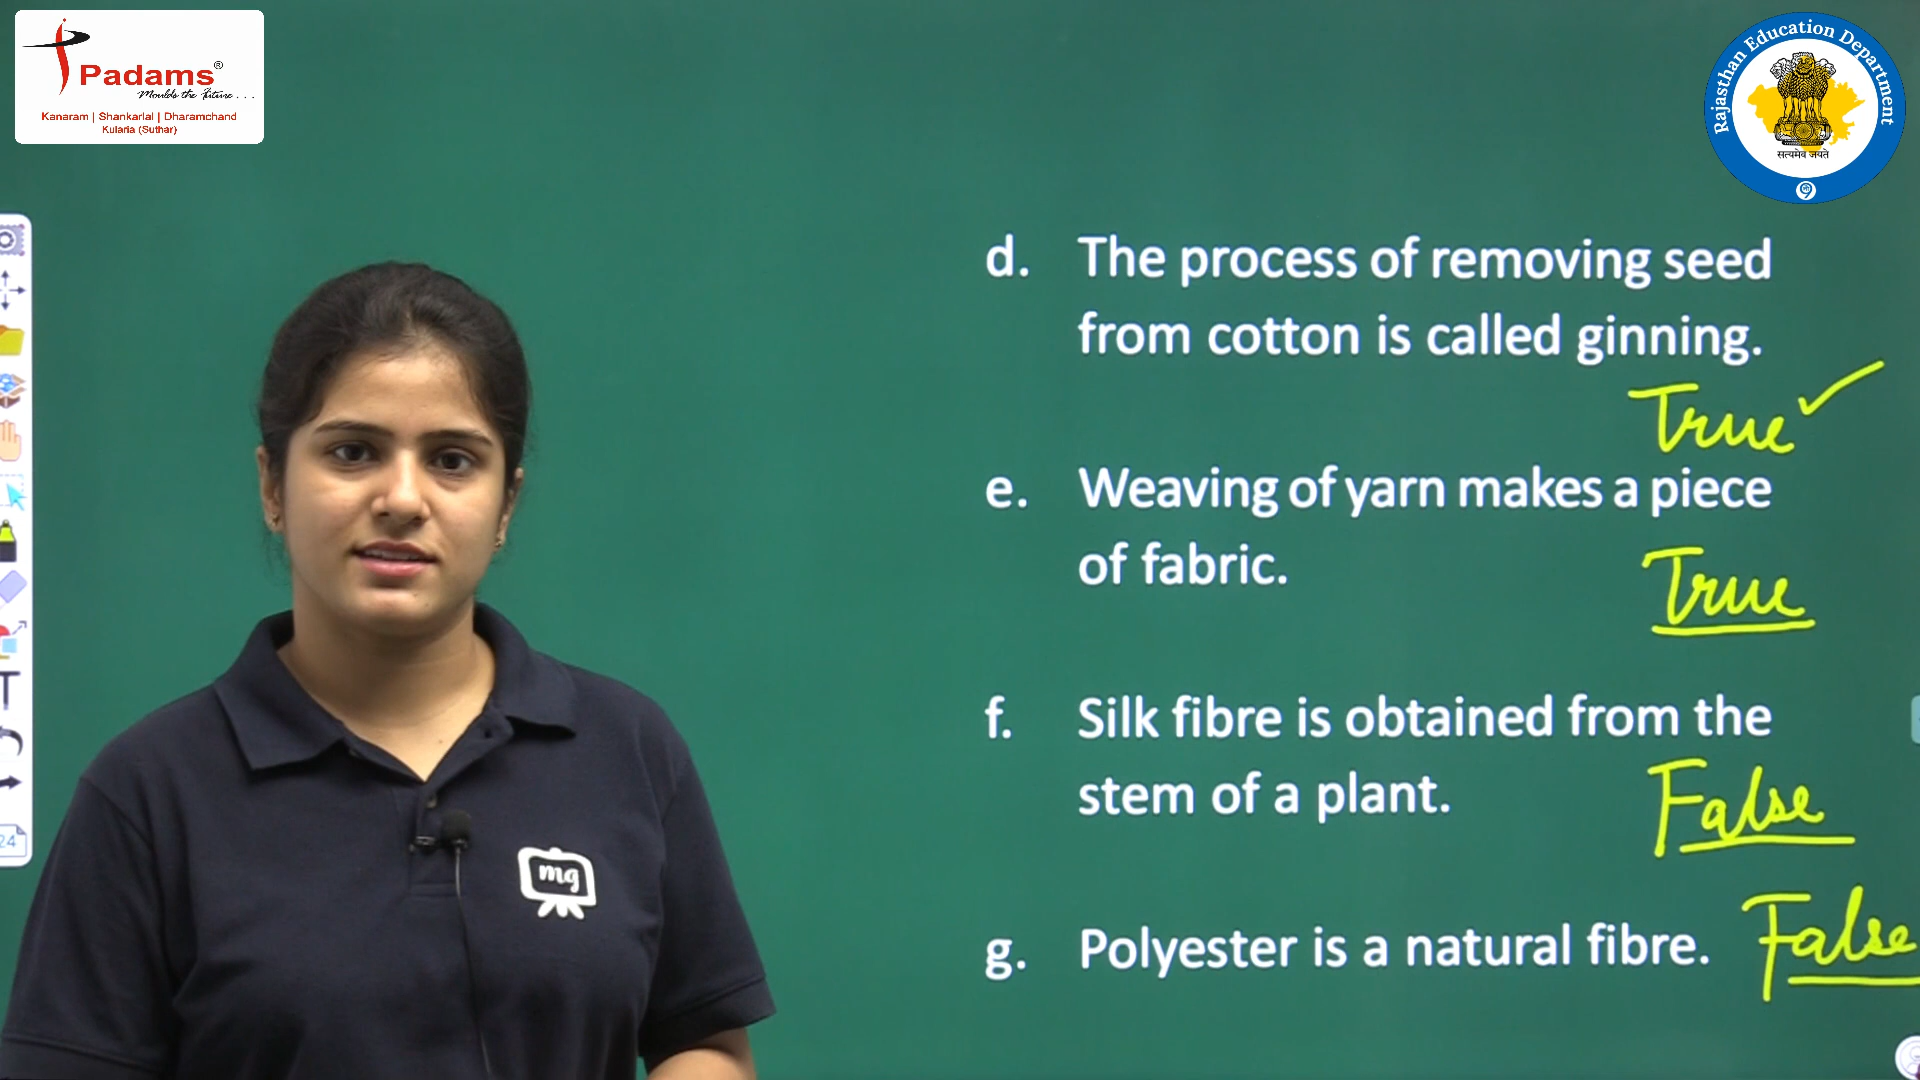 Padams®
Moulds the Future . . .
Kanaram | Shankarlal | Dharamchand
Kularia (Suthar)
Rajasthan Education Department
सत्यमेव जयते
d. The process of removing seed
from cotton is called ginning.
True
e. Weaving of yarn makes a piece
of fabric.
True
f. Silk fibre is obtained from the
stem of a plant.
False
g. Polyester is a natural fibre.
False
mg
T
24